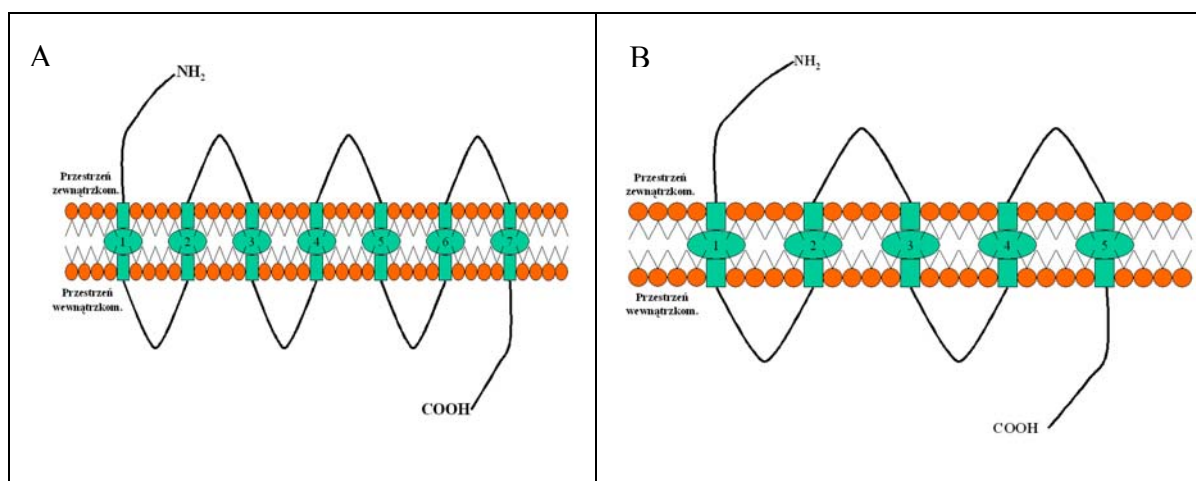 A
NH₂
Przestrzeń
zewnątrzkom.
1 2 3 4 5 6 7
Przestrzeń
wewnątrzkom.
COOH
B
NH₂
Przestrzeń
zewnątrzkom.
1 2 3 4 5
Przestrzeń
wewnątrzkom.
COOH